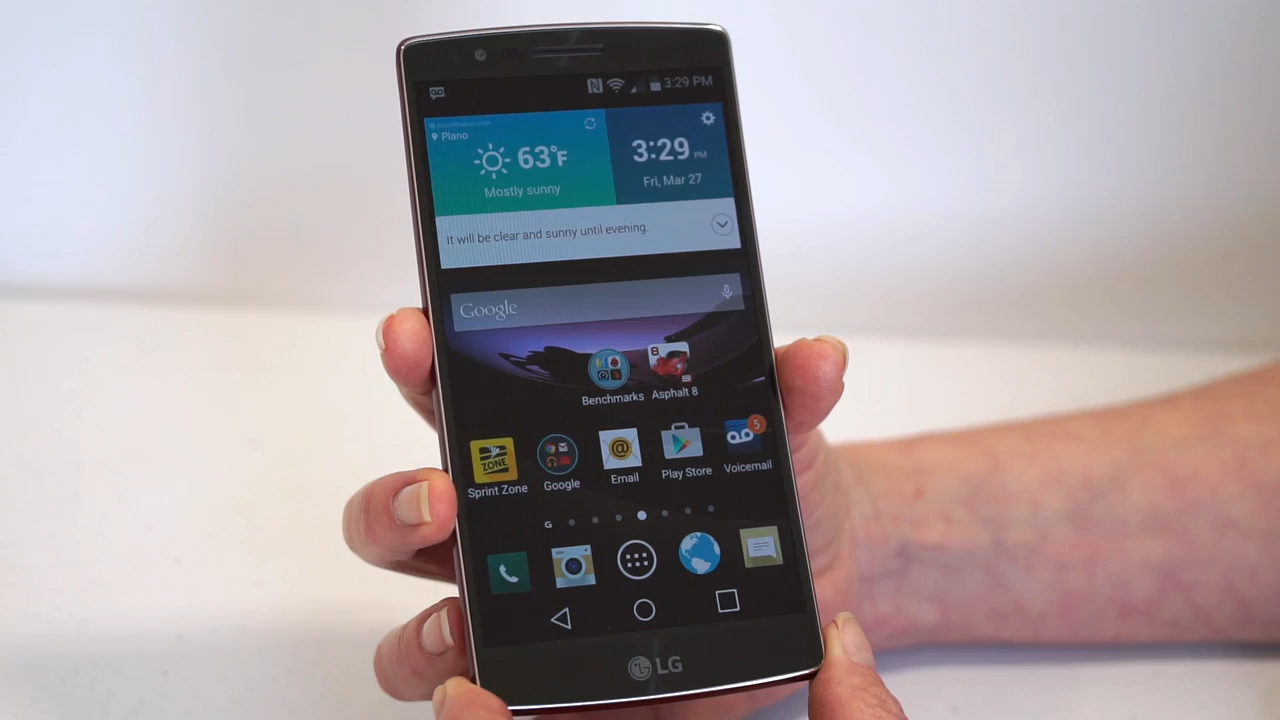 3:29 PM
Plano
63°F
Mostly sunny
3:29 PM
Fri, Mar 27
It will be clear and sunny until evening.
Google
Benchmarks
Asphalt 8
ZONE
5
Sprint Zone
Google
Email
Play Store
Voicemail
G
LG